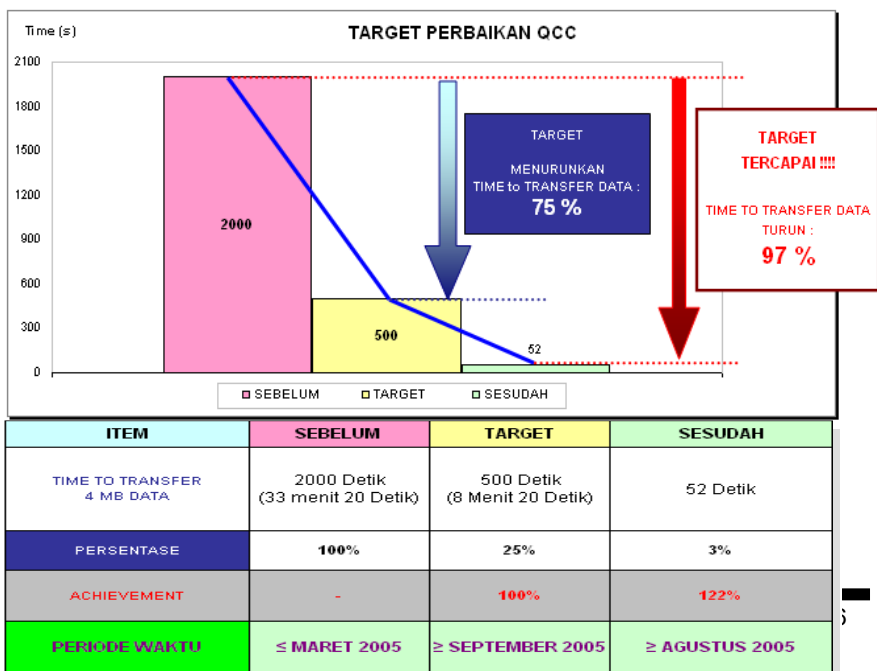 Time (s)
TARGET PERBAIKAN QCC
2100
1800
1500
1200
900
600
300
0
2000
500
52
TARGET
MENURUNKAN
TIME to TRANSFER DATA :
75 %
TARGET
TERCAPAI !!!!
TIME TO TRANSFER DATA
TURUN :
97 %
SEBELUM TARGET SESUDAH
ITEM SEBELUM TARGET SESUDAH
TIME TO TRANSFER
4 MB DATA
2000 Detik
(33 menit 20 Detik)
500 Detik
(8 Menit 20 Detik)
52 Detik
PERSENTASE 100% 25% 3%
ACHIEVEMENT - 100% 122%
PERIODE WAKTU ≤ MARET 2005 ≥ SEPTEMBER 2005 ≥ AGUSTUS 2005